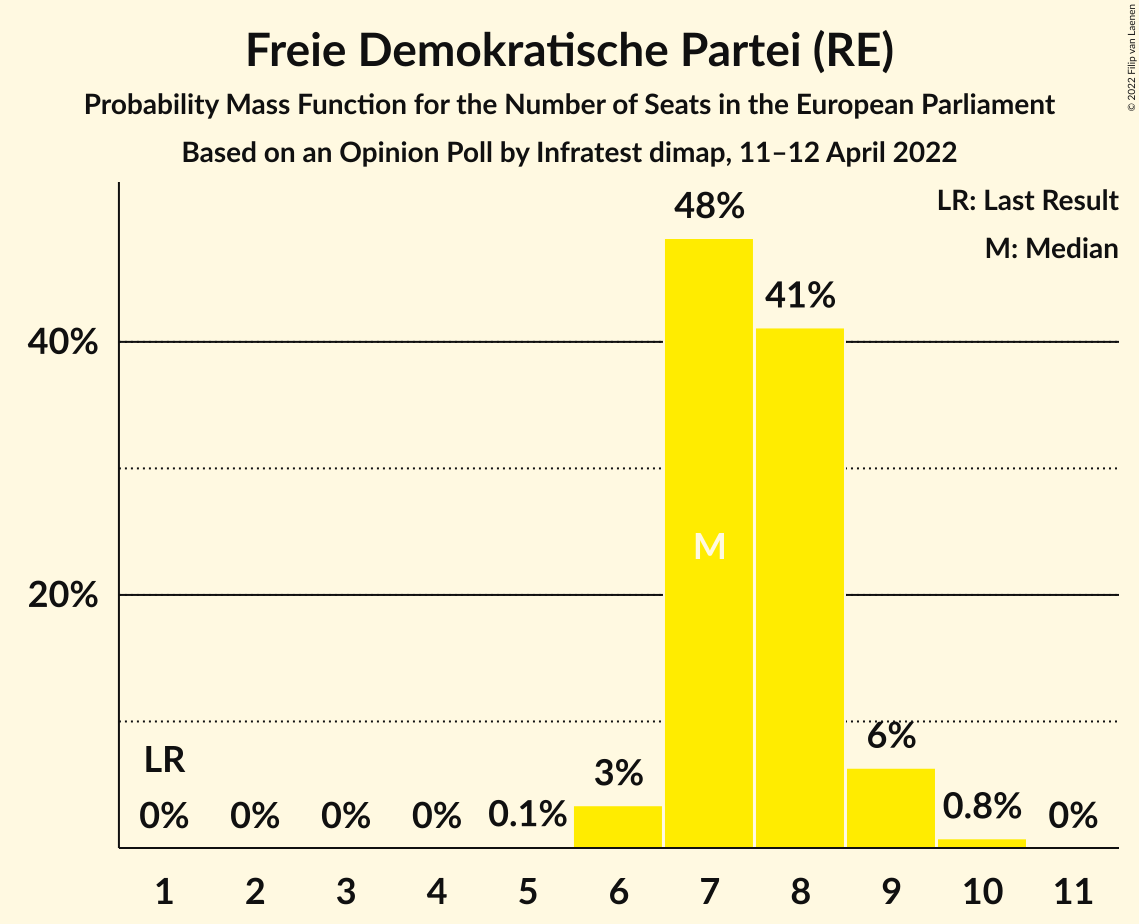 Freie Demokratische Partei (RE)
Probability Mass Function for the Number of Seats in the European Parliament
Based on an Opinion Poll by Infratest dimap, 11–12 April 2022
© 2022 Filip van Laenen
LR: Last Result
M: Median
48%
41%
40%
M
20%
6%
LR
3%
0% 0% 0% 0% 0.1% 0.8% 0%
1 2 3 4 5 6 7 8 9 10 11